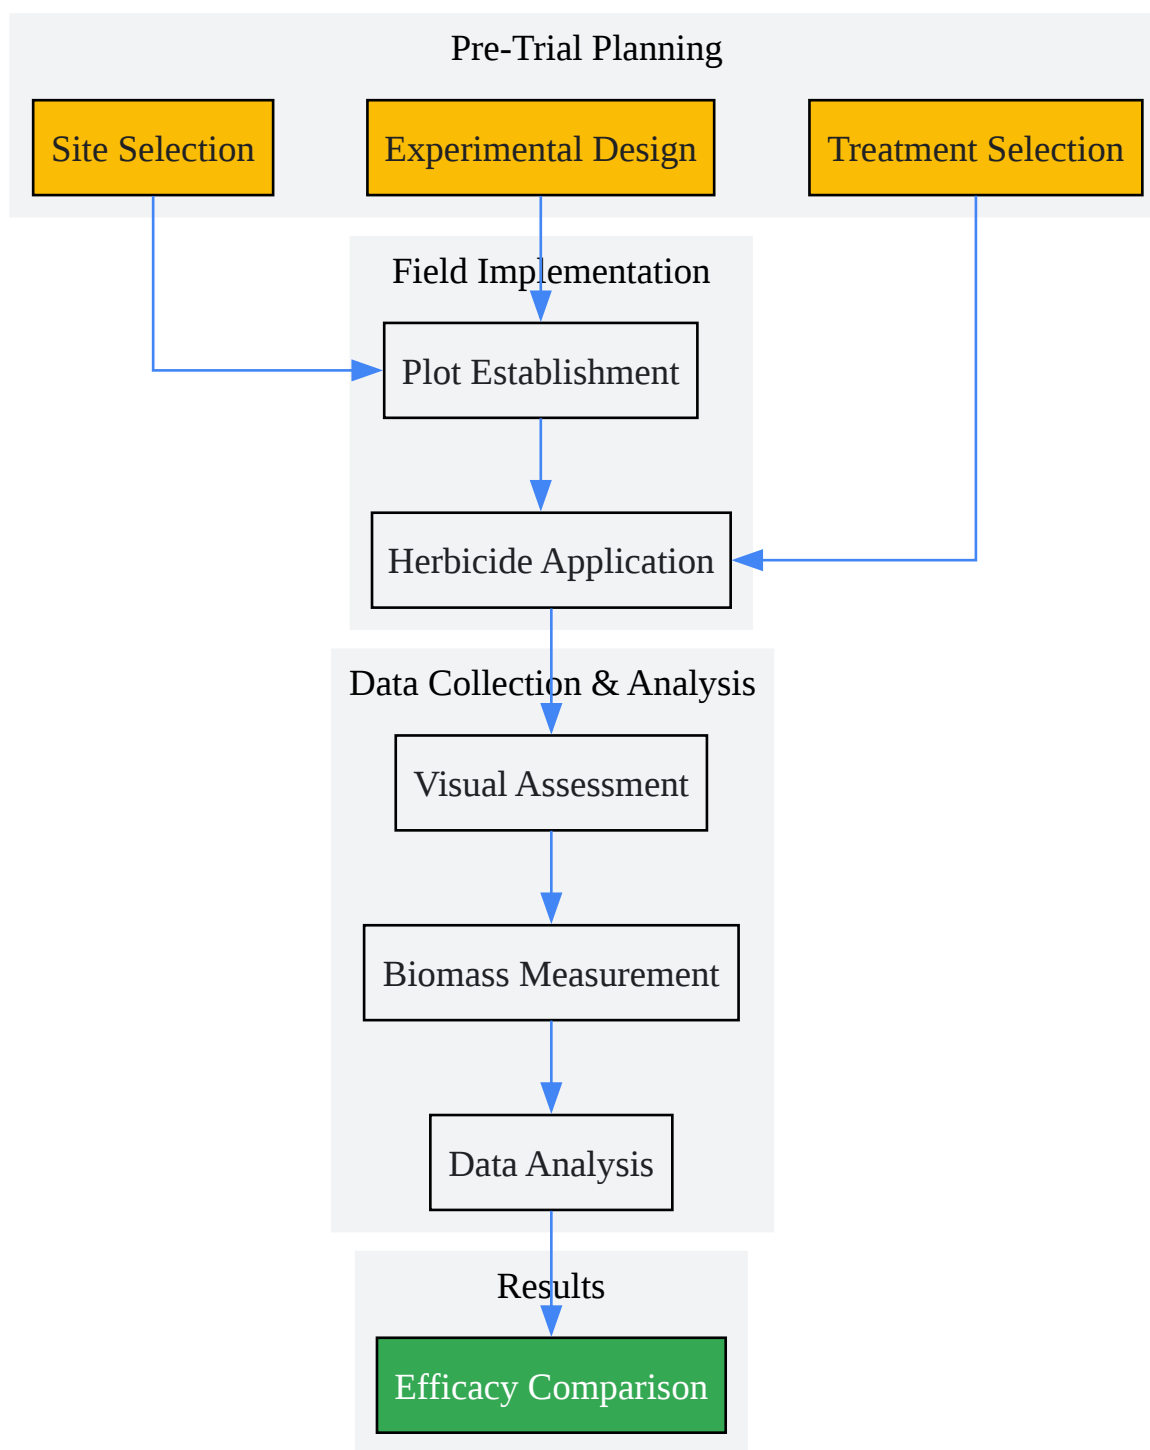 Pre-Trial Planning
Site Selection
Experimental Design
Treatment Selection
Field Implementation
Plot Establishment
Herbicide Application
Data Collection & Analysis
Visual Assessment
Biomass Measurement
Data Analysis
Results
Efficacy Comparison